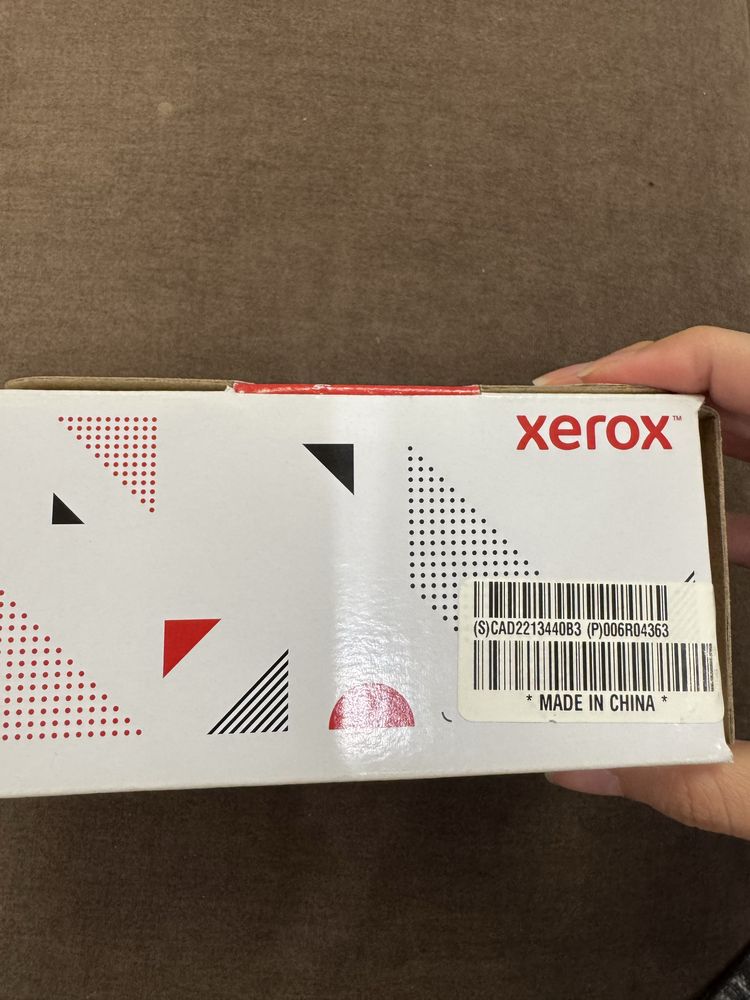 xerox™
(S)CAD2213440B3 (P)006R04363
* MADE IN CHINA *